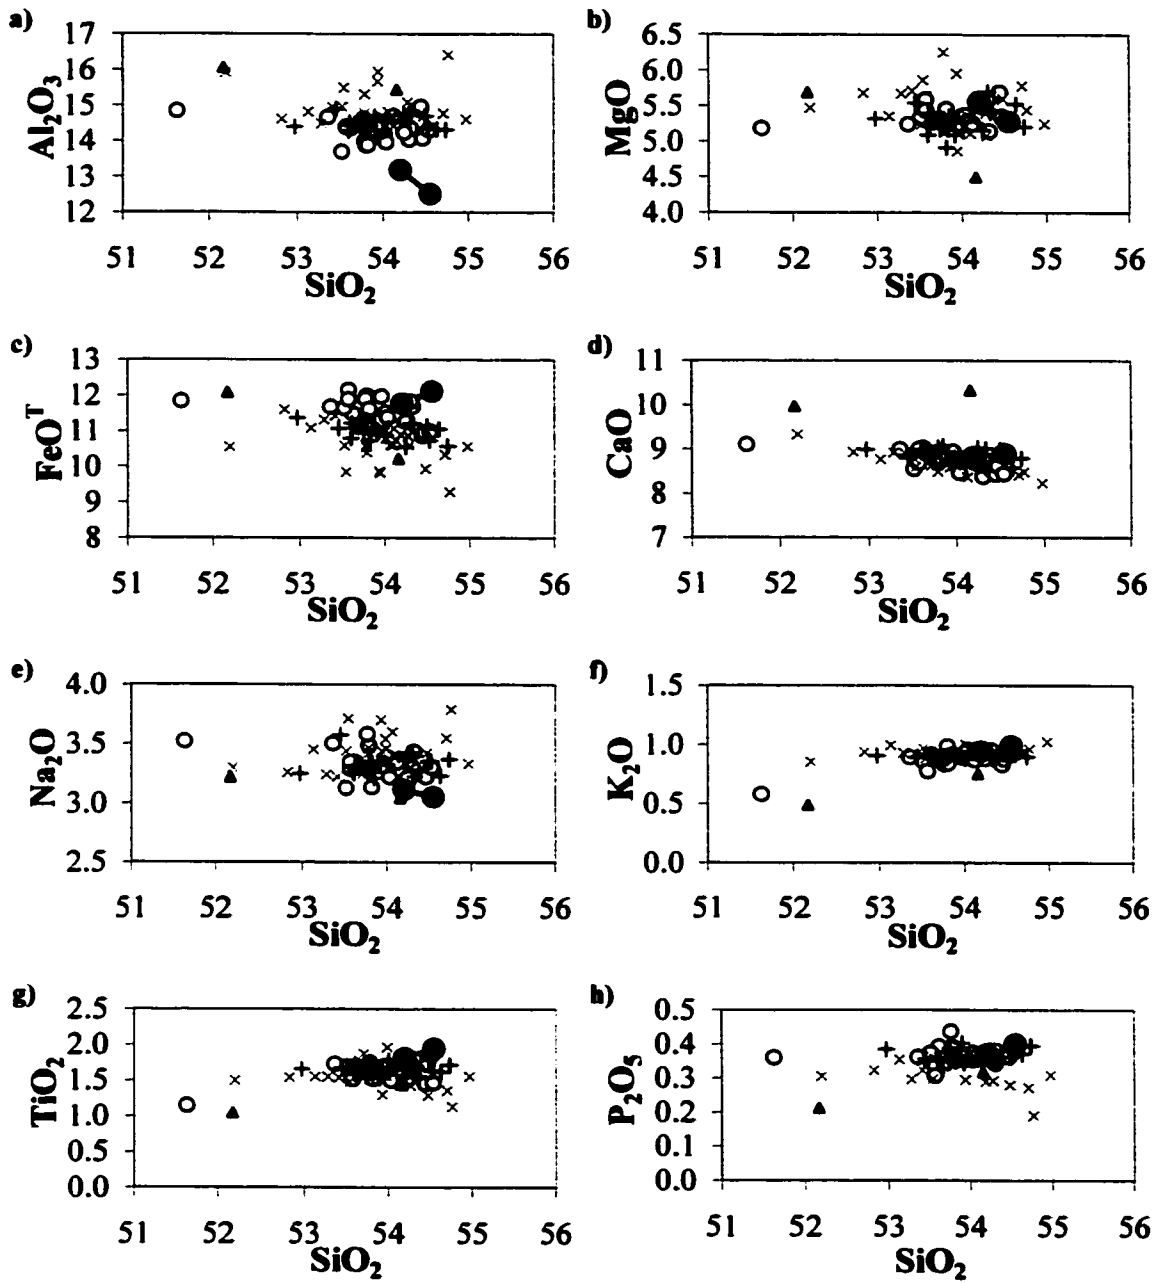 a)
17
16
15
14
13
12
Al2O3
51 52 53 54 55 56
SiO2
b)
6.5
6.0
5.5
5.0
4.5
4.0
MgO
51 52 53 54 55 56
SiO2
c)
13
12
11
10
9
8
FeO^T
51 52 53 54 55 56
SiO2
d)
11
10
9
8
7
CaO
51 52 53 54 55 56
SiO2
e)
4.0
3.5
3.0
2.5
Na2O
51 52 53 54 55 56
SiO2
f)
1.5
1.0
0.5
0.0
K2O
51 52 53 54 55 56
SiO2
g)
2.5
2.0
1.5
1.0
0.5
0.0
TiO2
51 52 53 54 55 56
SiO2
h)
0.5
0.4
0.3
0.2
0.1
0.0
P2O5
51 52 53 54 55 56
SiO2